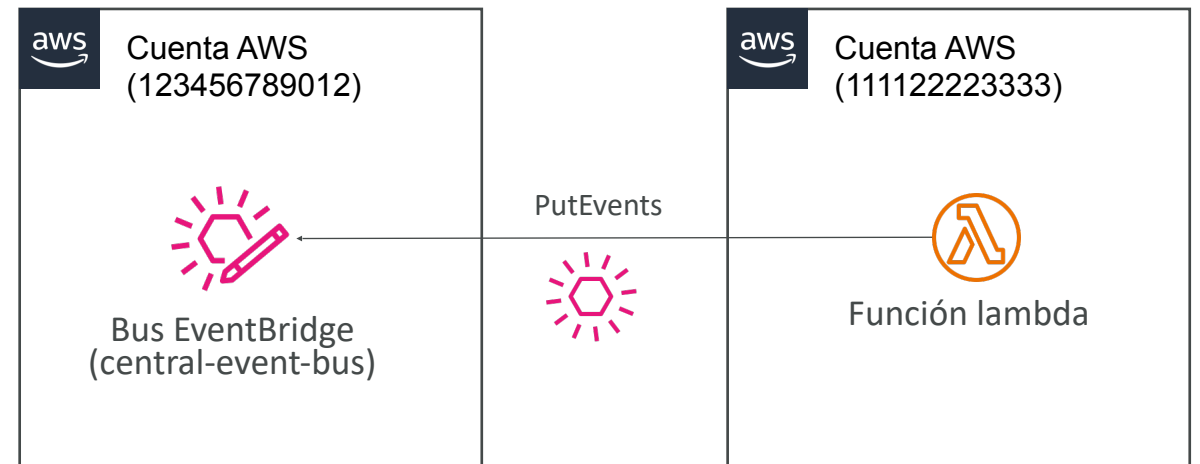 aws
Cuenta AWS
(123456789012)
aws
Cuenta AWS
(111122223333)
PutEvents
Bus EventBridge
(central-event-bus)
Función lambda